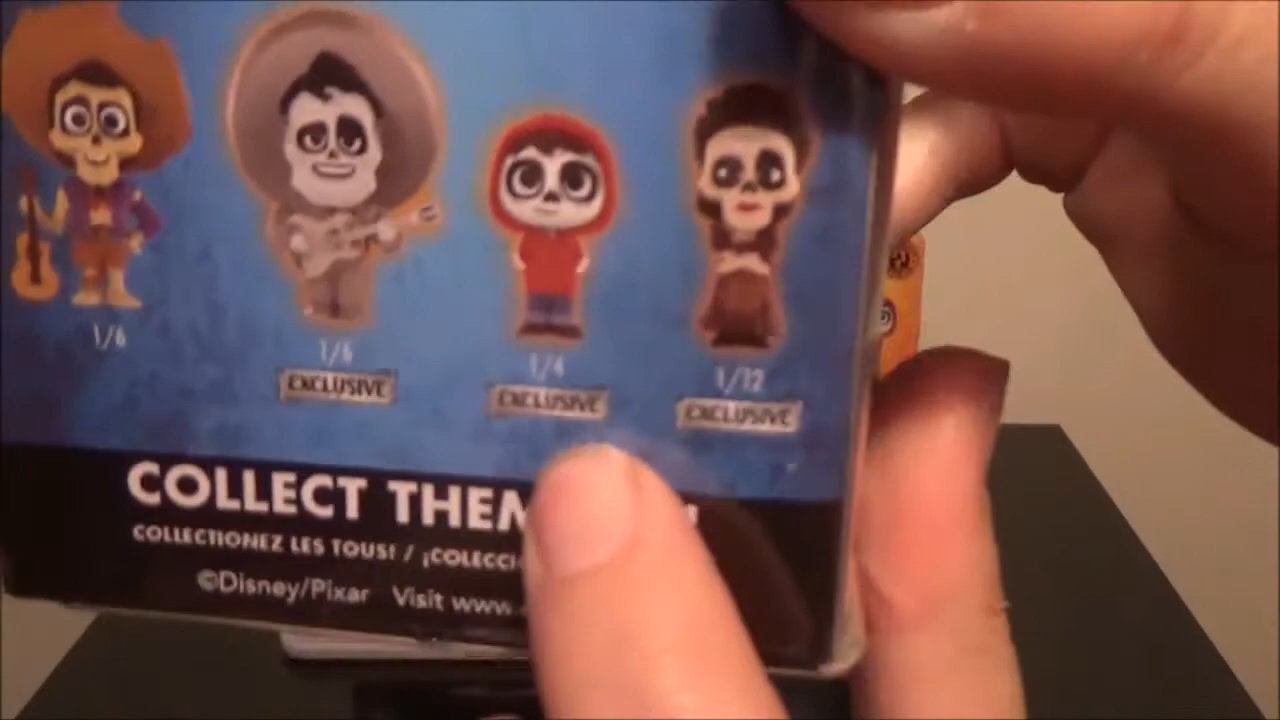 1/6
1/6
EXCLUSIVE
1/4
EXCLUSIVE
1/12
EXCLUSIVE
COLLECT THEM
COLLECTIONEZ LES TOUS! / ¡COLECCI
©Disney/Pixar Visit www.